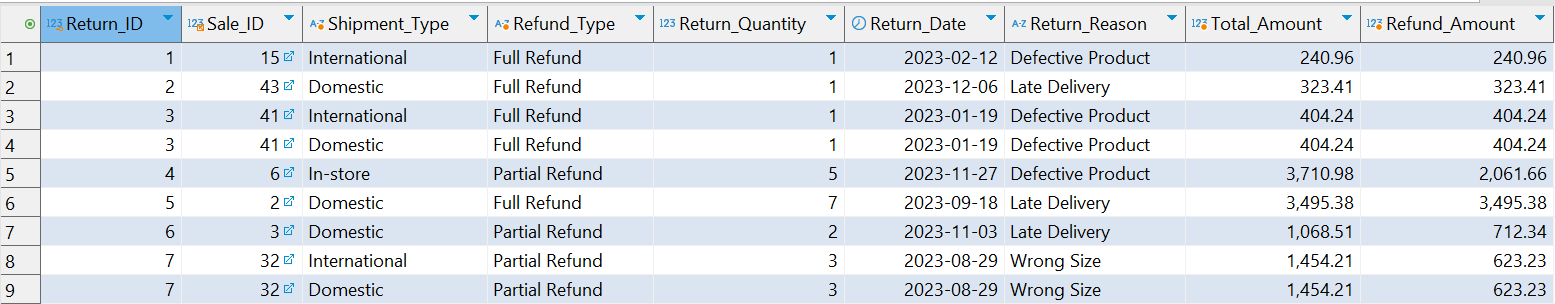 123 Return_ID 123 Sale_ID A-Z Shipment_Type A-Z Refund_Type 123 Return_Quantity Return_Date A-Z Return_Reason 123 Total_Amount 123 Refund_Amount
1 1 15 International Full Refund 1 2023-02-12 Defective Product 240.96 240.96
2 2 43 Domestic Full Refund 1 2023-12-06 Late Delivery 323.41 323.41
3 3 41 International Full Refund 1 2023-01-19 Defective Product 404.24 404.24
4 3 41 Domestic Full Refund 1 2023-01-19 Defective Product 404.24 404.24
5 4 6 In-store Partial Refund 5 2023-11-27 Defective Product 3,710.98 2,061.66
6 5 2 Domestic Full Refund 7 2023-09-18 Late Delivery 3,495.38 3,495.38
7 6 3 Domestic Partial Refund 2 2023-11-03 Late Delivery 1,068.51 712.34
8 7 32 International Partial Refund 3 2023-08-29 Wrong Size 1,454.21 623.23
9 7 32 Domestic Partial Refund 3 2023-08-29 Wrong Size 1,454.21 623.23